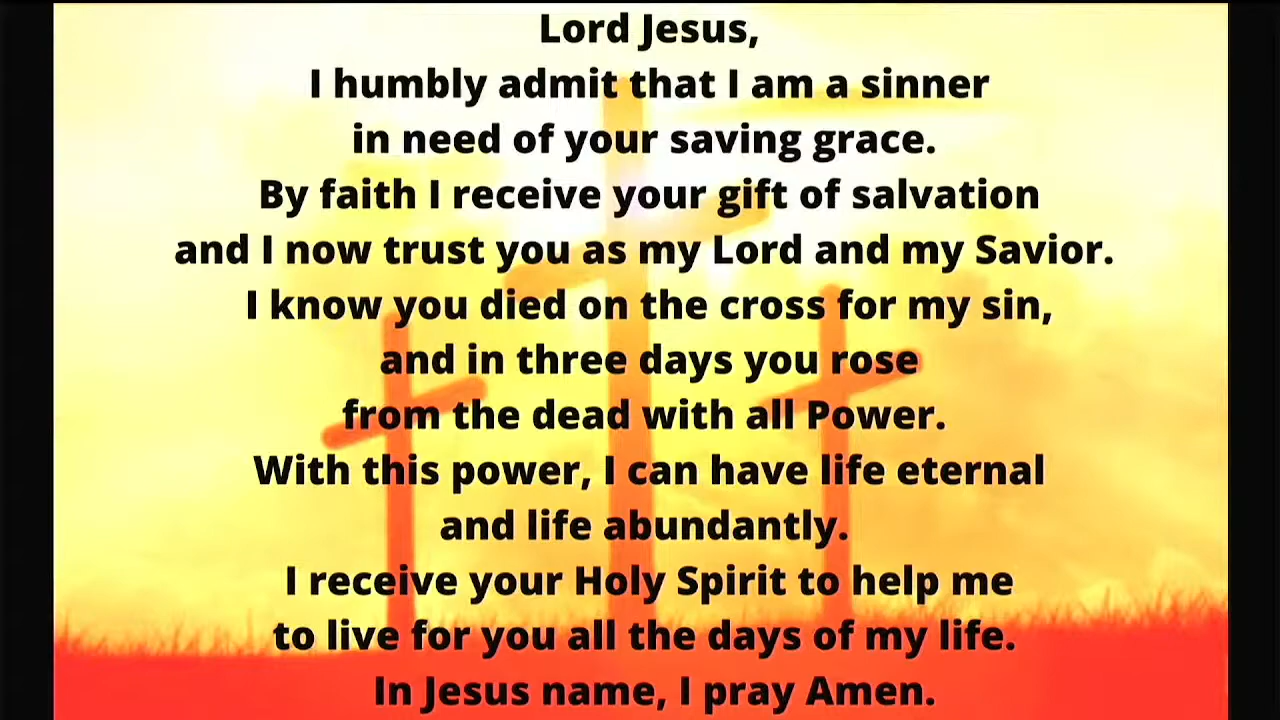 Lord Jesus,
I humbly admit that I am a sinner
in need of your saving grace.
By faith I receive your gift of salvation
and I now trust you as my Lord and my Savior.
I know you died on the cross for my sin,
and in three days you rose
from the dead with all Power.
With this power, I can have life eternal
and life abundantly.
I receive your Holy Spirit to help me
to live for you all the days of my life.
In Jesus name, I pray Amen.